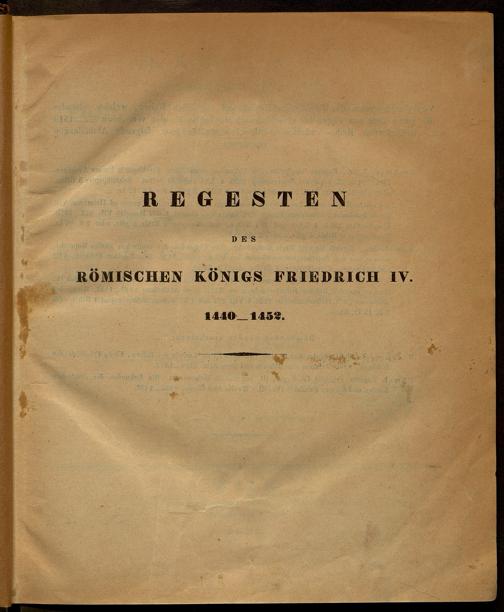 REGESTEN
DES
RÖMISCHEN KÖNIGS FRIEDRICH IV.
1440—1452.